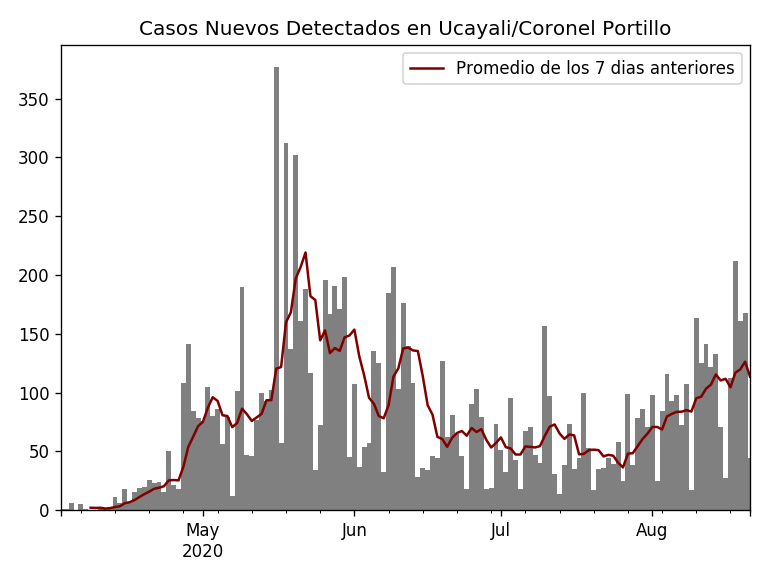 Casos Nuevos Detectados en Ucayali/Coronel Portillo
Promedio de los 7 dias anteriores
350
300
250
200
150
100
50
0
May
2020
Jun
Jul
Aug